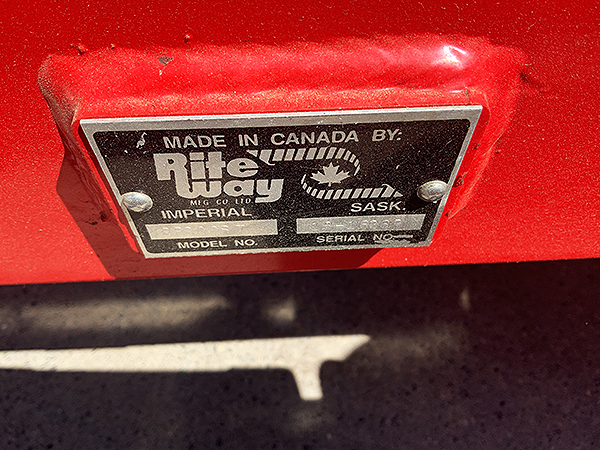 MADE IN CANADA BY:
Rite
Way
MFG CO LTD.
IMPERIAL SASK.
MODEL NO. SERIAL NO.